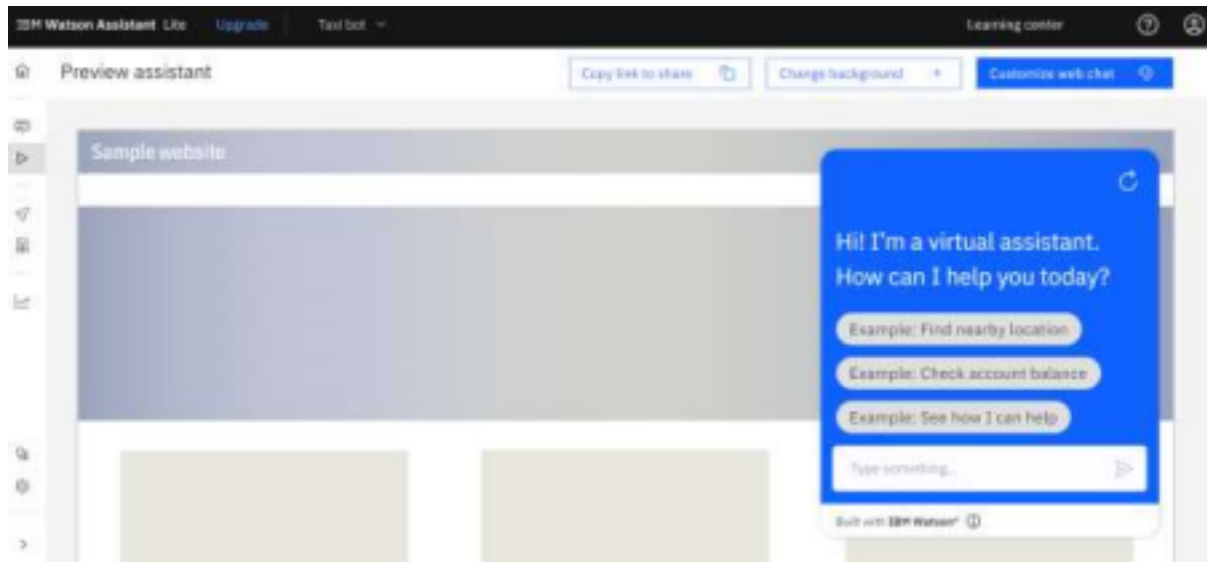 IBM Watson Assistant Lite Upgrade Taxi bot Learning center
Preview assistant Copy link to share Change background Customize web chat
Sample website
Hi! I'm a virtual assistant.
How can I help you today?
Example: Find nearby location
Example: Check account balance
Example: See how I can help
Type something...
Built with IBM Watson®